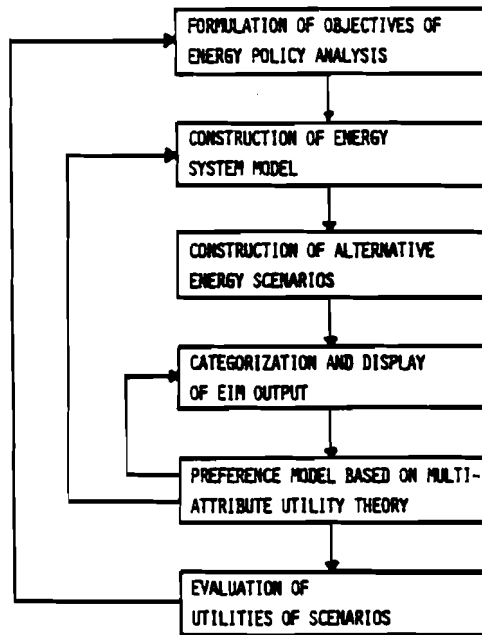 FORMULATION OF OBJECTIVES OF
ENERGY POLICY ANALYSIS
CONSTRUCTION OF ENERGY
SYSTEM MODEL
CONSTRUCTION OF ALTERNATIVE
ENERGY SCENARIOS
CATEGORIZATION AND DISPLAY
OF EIM OUTPUT
PREFERENCE MODEL BASED ON MULTI-
ATTRIBUTE UTILITY THEORY
EVALUATION OF
UTILITIES OF SCENARIOS